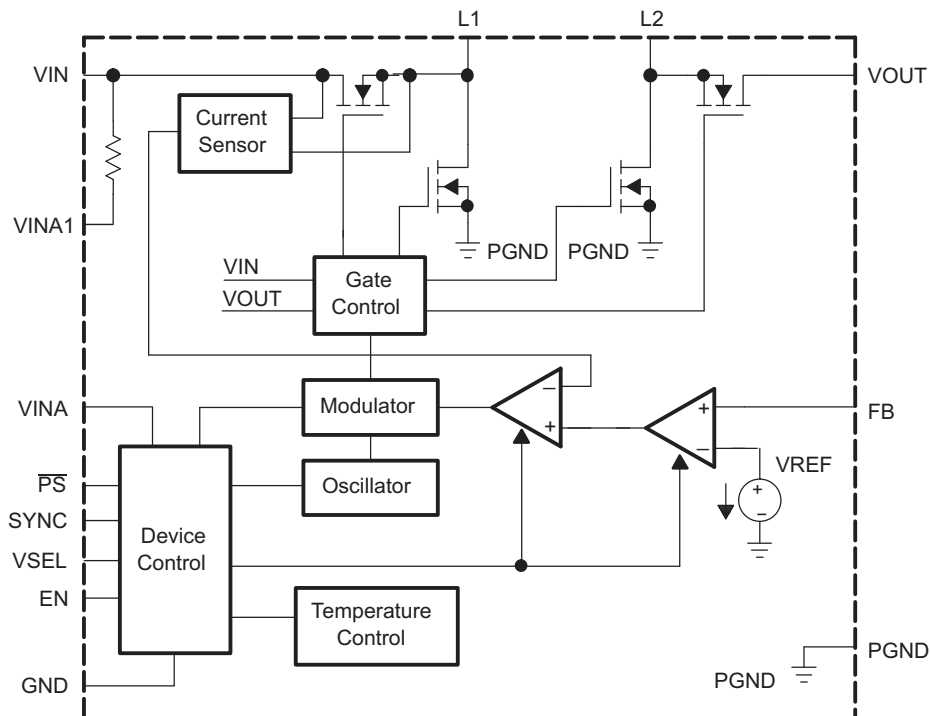 L1
L2
VIN
VOUT
Current
Sensor
VINA1
PGND
PGND
VIN
VOUT
Gate
Control
VINA
Modulator
−
+
+
−
FB
VREF
+
−
PS
Oscillator
SYNC
VSEL
EN
Device
Control
Temperature
Control
GND
PGND
PGND